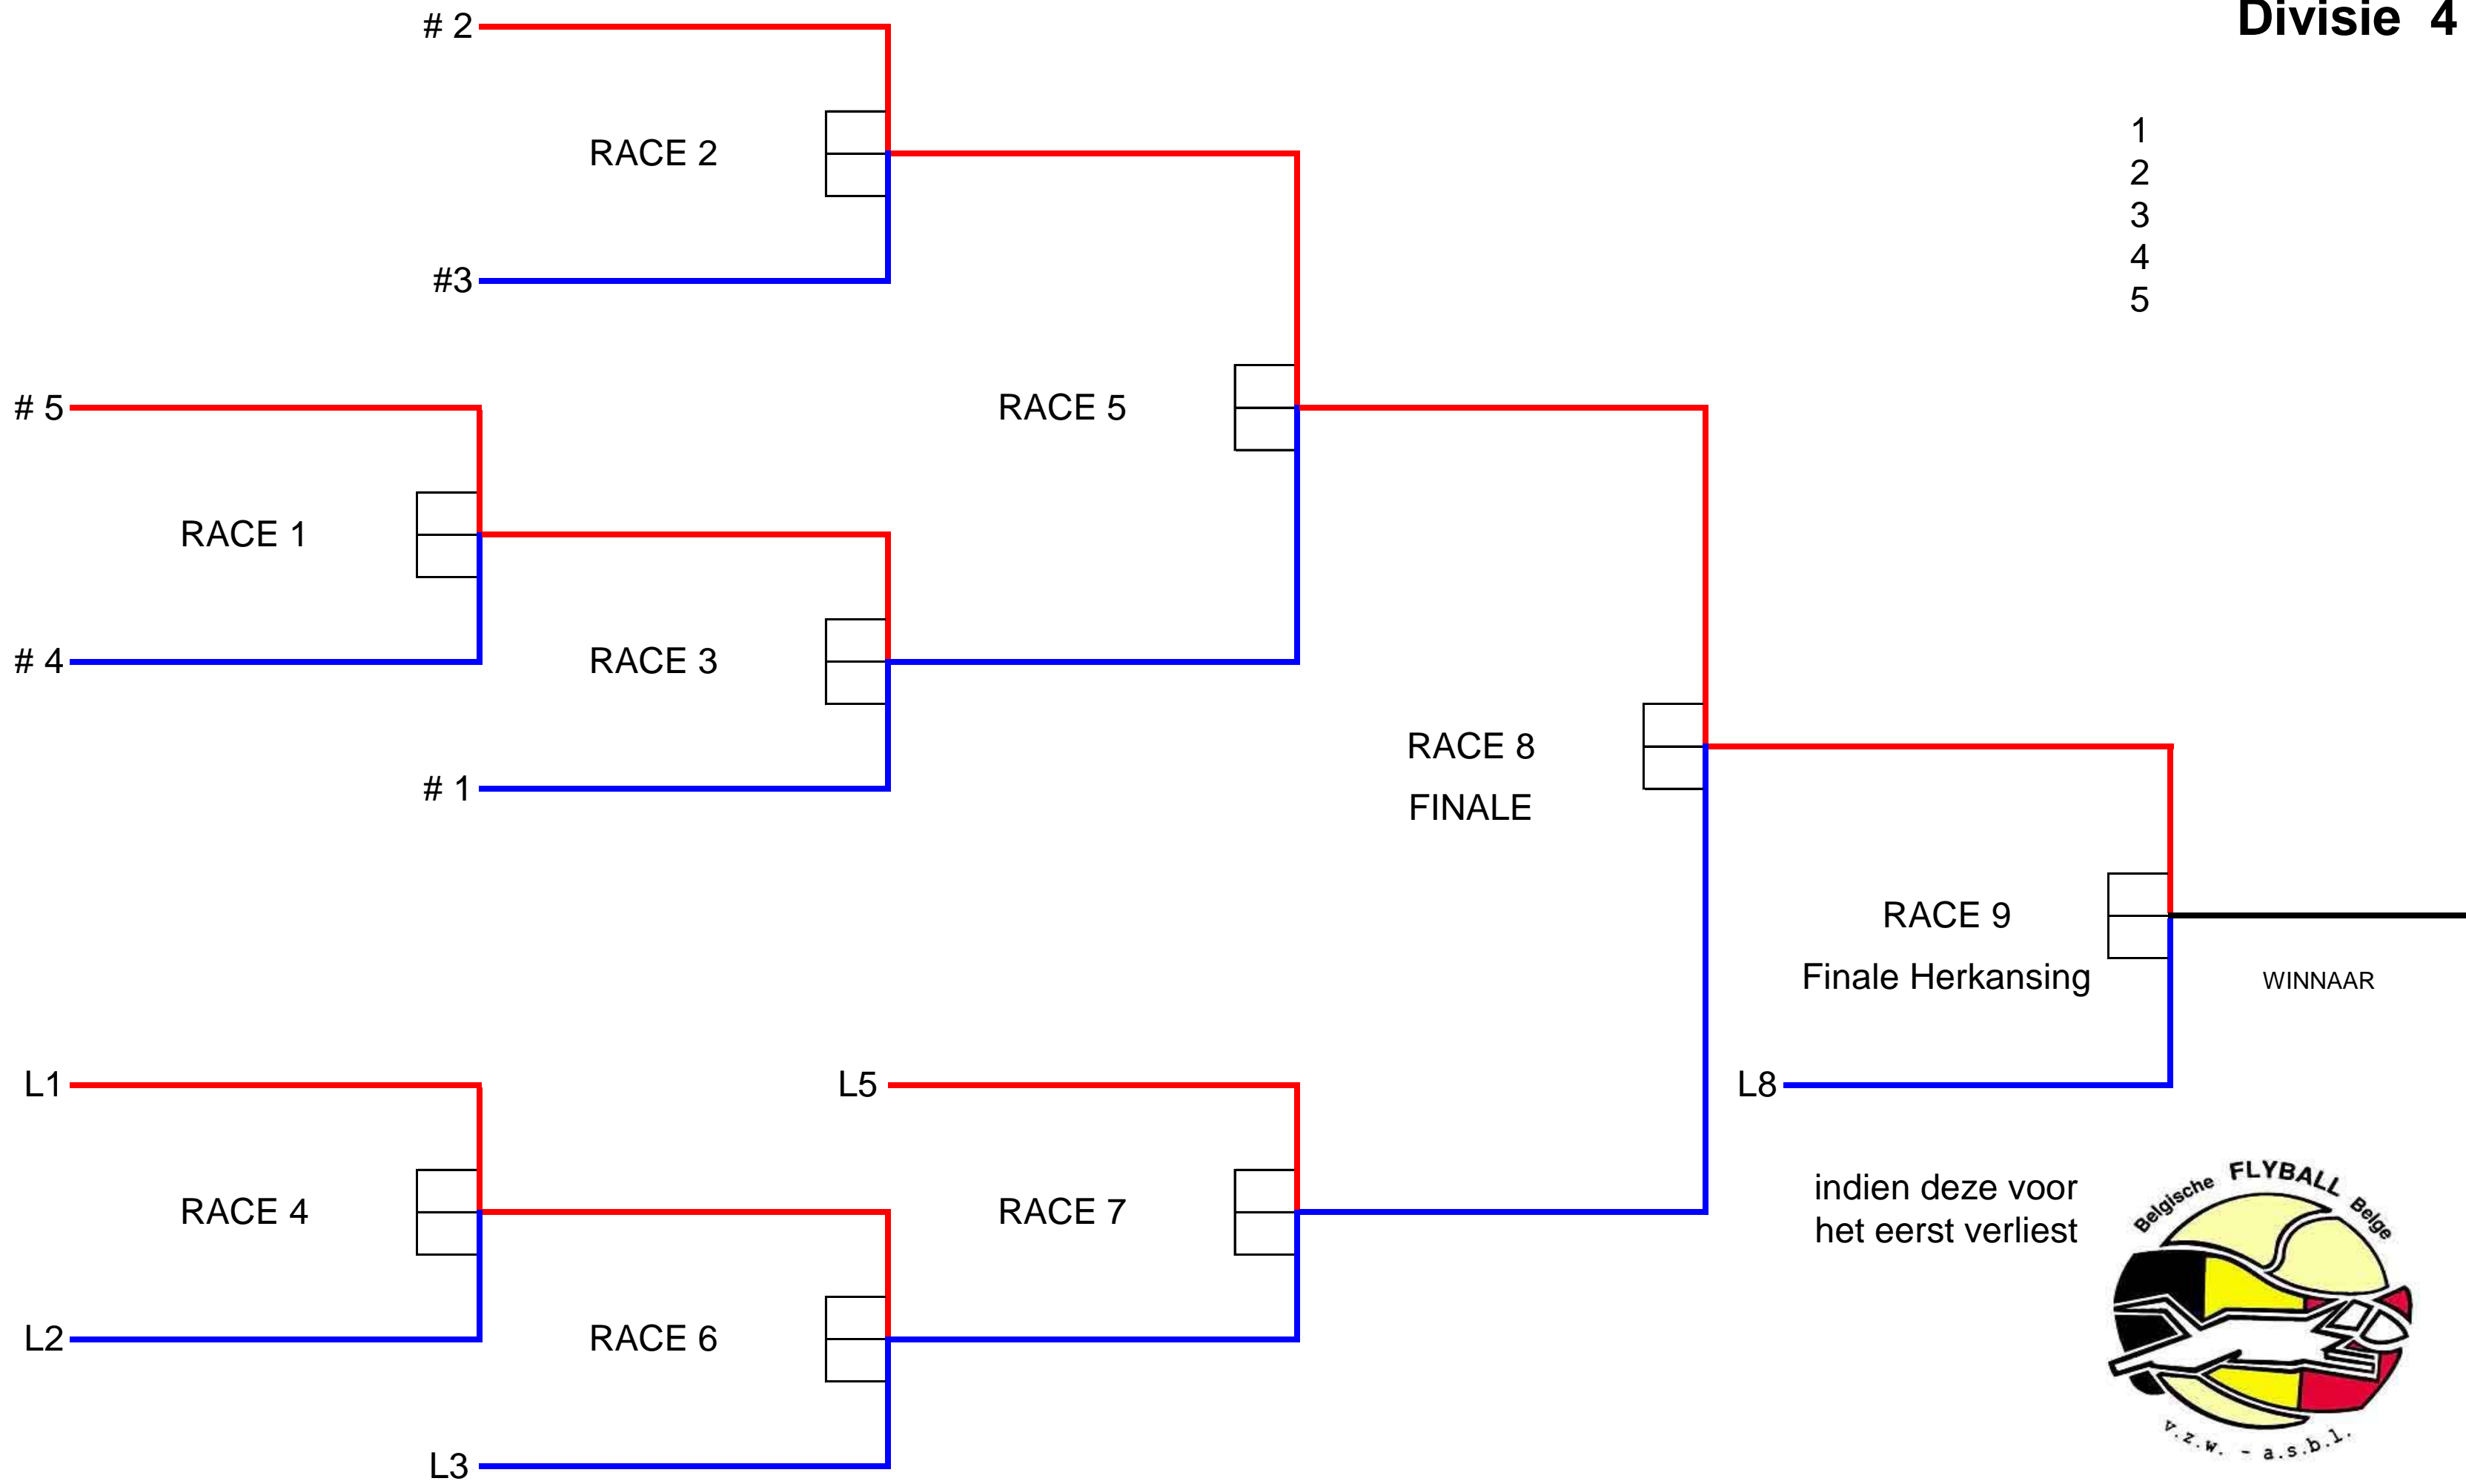 Divisie 4
# 2
1
RACE 2
2
3
4
#3
5
# 5
RACE 5
RACE 1
# 4
RACE 3
RACE 8
# 1
FINALE
RACE 9
Finale Herkansing
WINNAAR
L1
L5
L8
indien deze voor
het eerst verliest
RACE 4
RACE 7
L2
RACE 6
L3
Belgische FLYBALL Belge
v.z.w. - a.s.b.l.